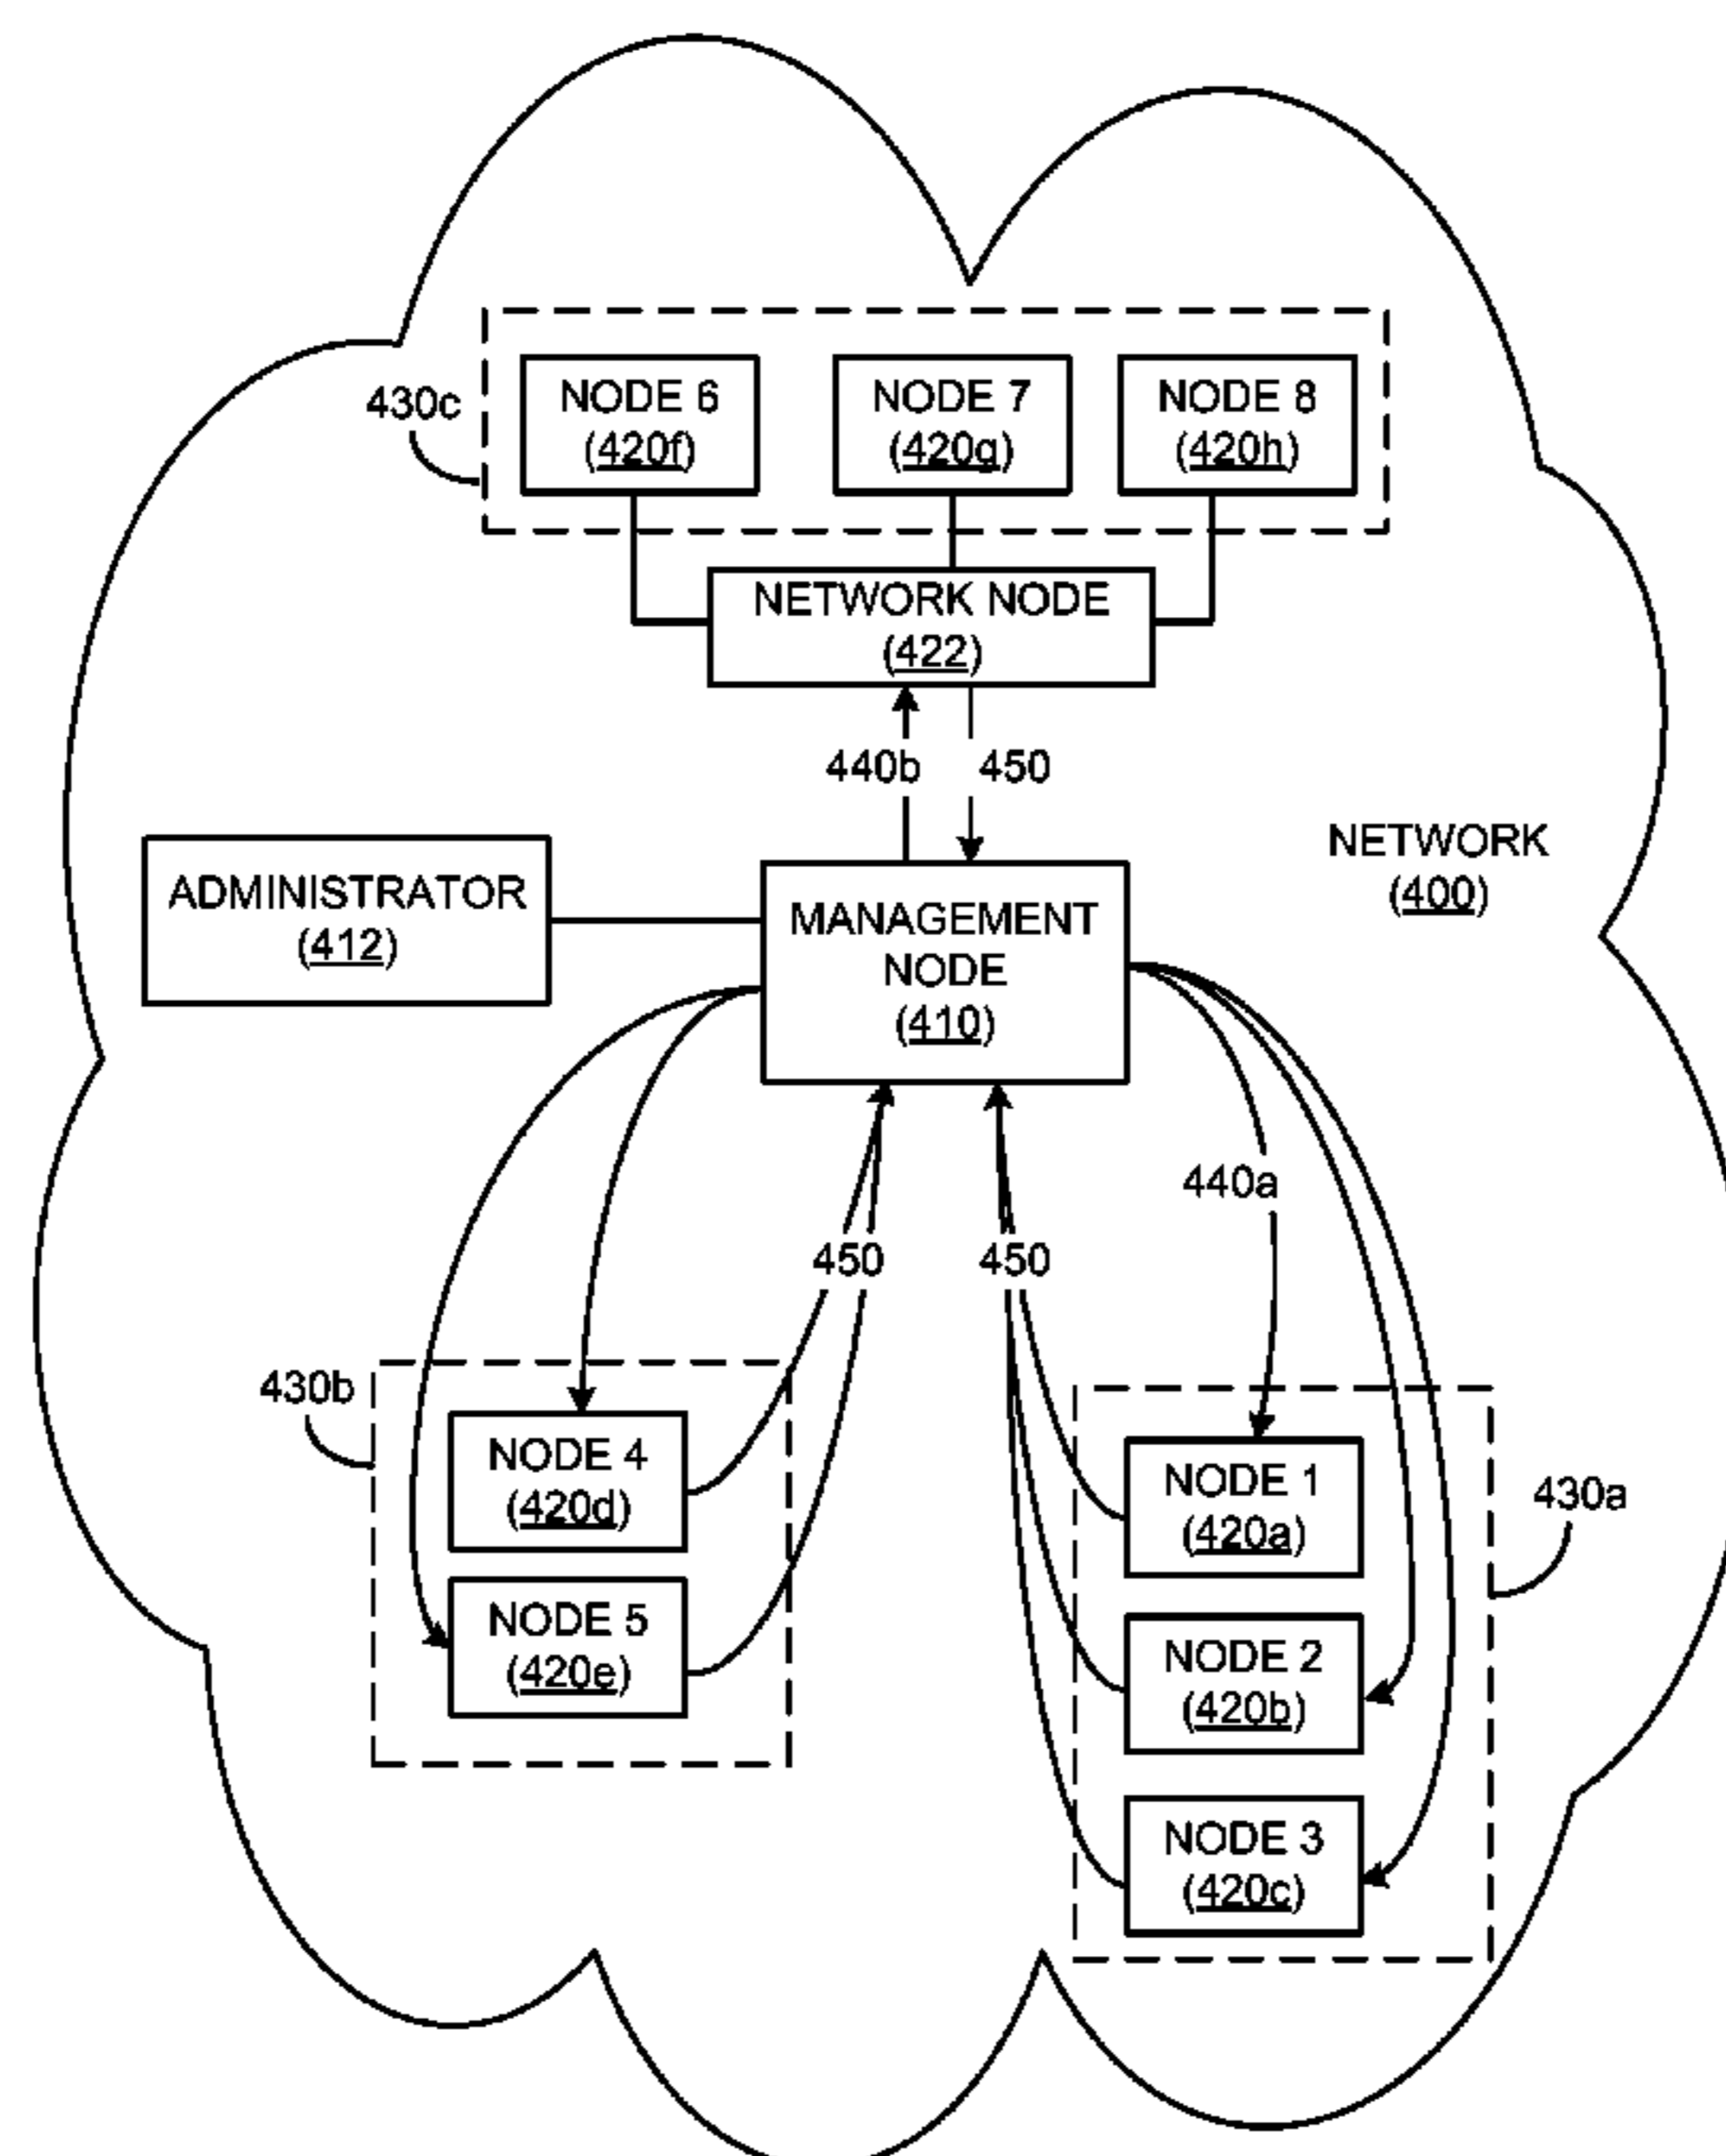 430c
NODE 6
(420f)
NODE 7
(420g)
NODE 8
(420h)
NETWORK NODE
(422)
440b
450
NETWORK
(400)
ADMINISTRATOR
(412)
MANAGEMENT
NODE
(410)
440a
450
450
430b
NODE 4
(420d)
NODE 5
(420e)
430a
NODE 1
(420a)
NODE 2
(420b)
NODE 3
(420c)